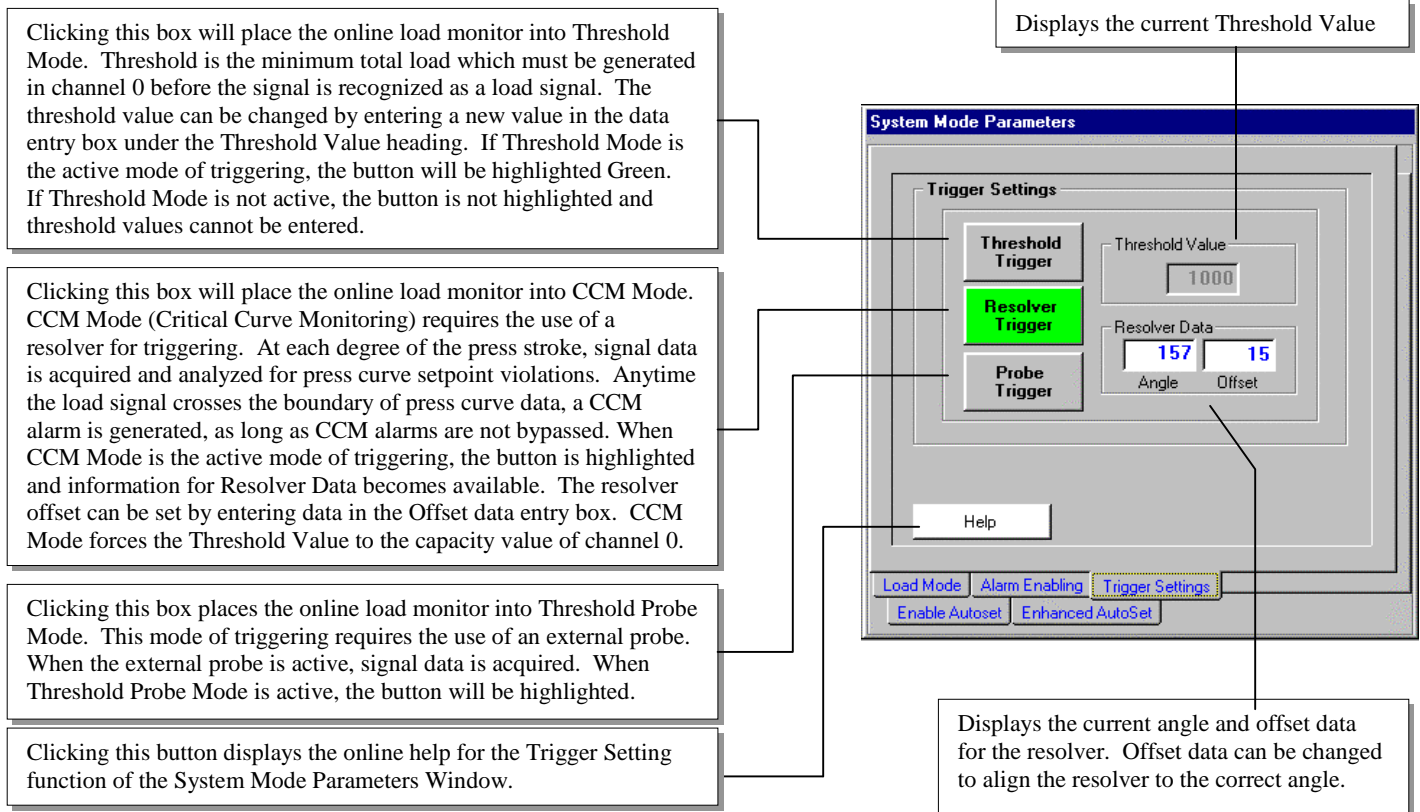 Clicking this box will place the online load monitor into Threshold
Mode.  Threshold is the minimum total load which must be generated
in channel 0 before the signal is recognized as a load signal.  The
threshold value can be changed by entering a new value in the data
entry box under the Threshold Value heading.  If Threshold Mode is
the active mode of triggering, the button will be highlighted Green.
If Threshold Mode is not active, the button is not highlighted and
threshold values cannot be entered.
Clicking this box will place the online load monitor into CCM Mode.
CCM Mode (Critical Curve Monitoring) requires the use of a
resolver for triggering.  At each degree of the press stroke, signal data
is acquired and analyzed for press curve setpoint violations.  Anytime
the load signal crosses the boundary of press curve data, a CCM
alarm is generated, as long as CCM alarms are not bypassed. When
CCM Mode is the active mode of triggering, the button is highlighted
and information for Resolver Data becomes available.  The resolver
offset can be set by entering data in the Offset data entry box.  CCM
Mode forces the Threshold Value to the capacity value of channel 0.
Clicking this box places the online load monitor into Threshold Probe
Mode.  This mode of triggering requires the use of an external probe.
When the external probe is active, signal data is acquired.  When
Threshold Probe Mode is active, the button will be highlighted.
Clicking this button displays the online help for the Trigger Setting
function of the System Mode Parameters Window.
Displays the current Threshold Value
System Mode Parameters
Trigger Settings
Threshold
Trigger
Threshold Value
1000
Resolver
Trigger
Resolver Data
157 15
Angle Offset
Probe
Trigger
Help
Load Mode Alarm Enabling Trigger Settings
Enable Autoset Enhanced AutoSet
Displays the current angle and offset data
for the resolver.  Offset data can be changed
to align the resolver to the correct angle.